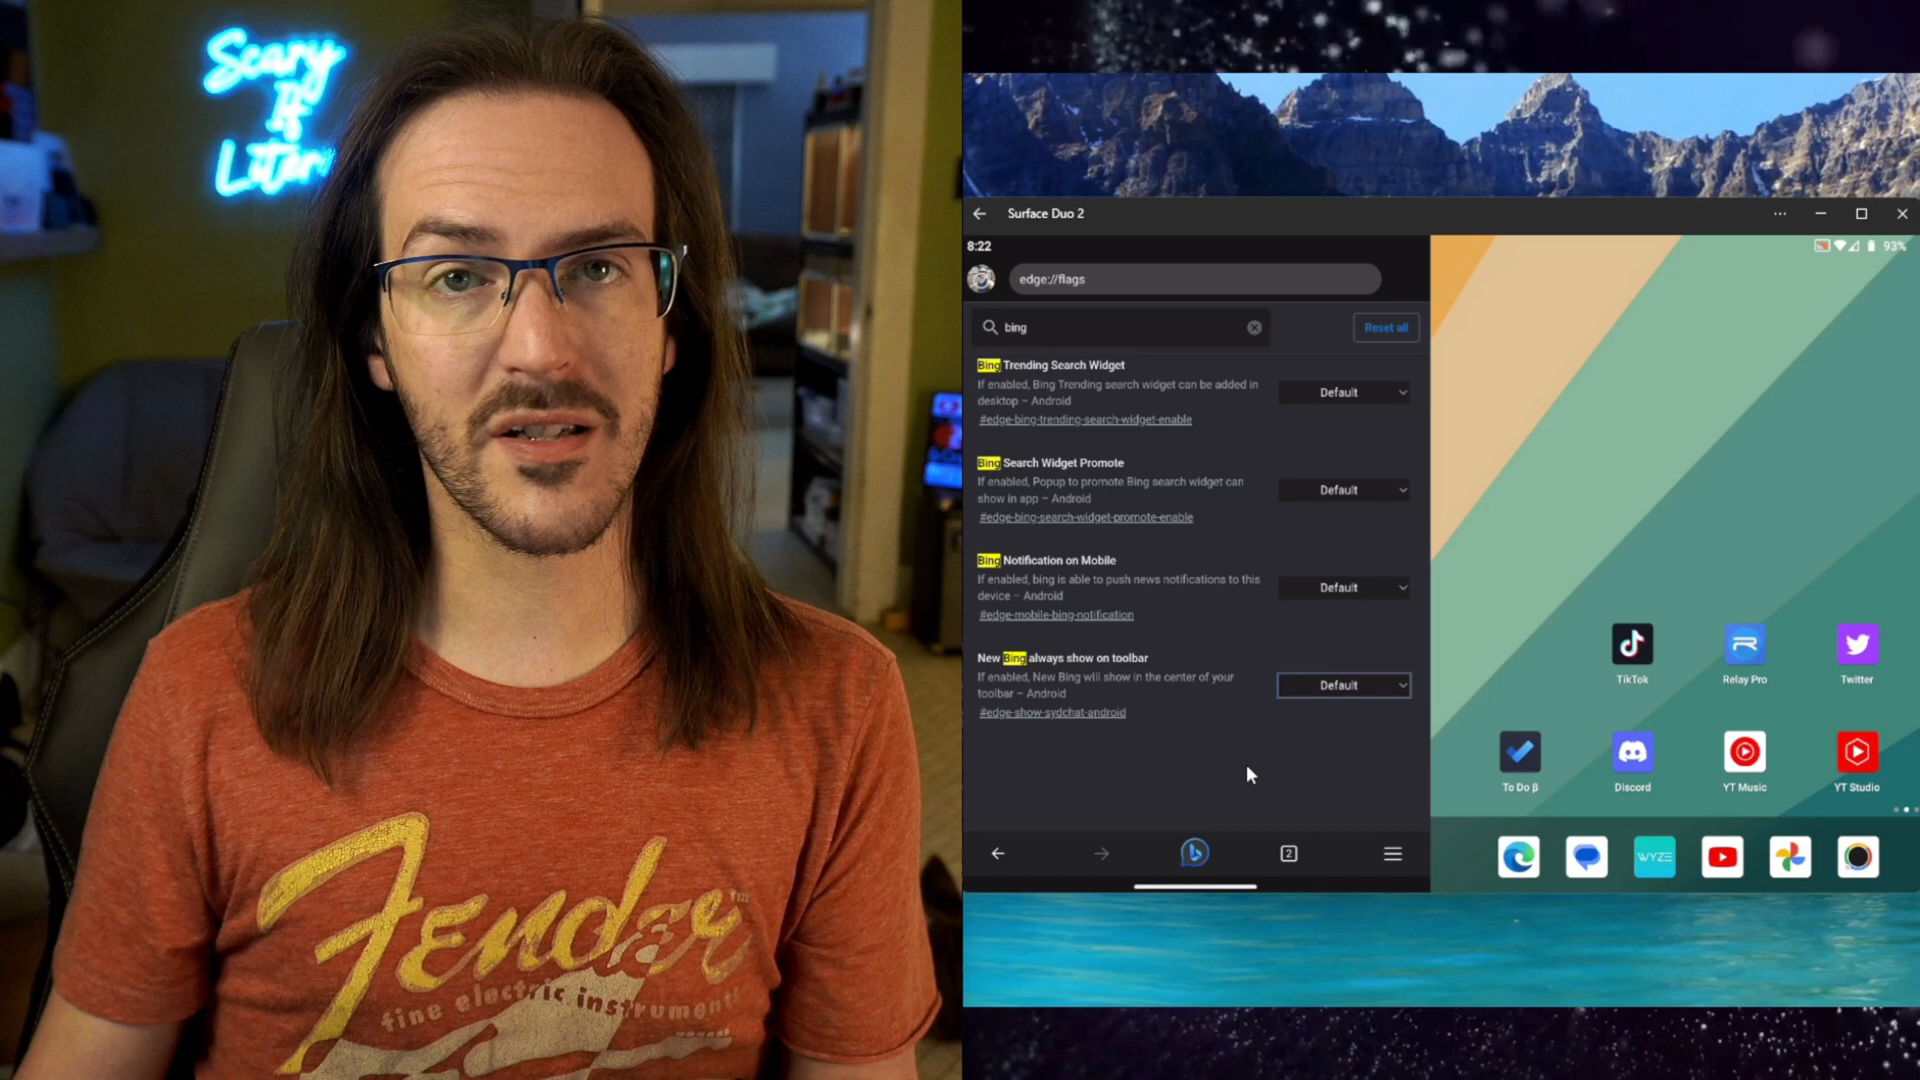 Scary
It
Liter
Fender™
fine electric instruments
Surface Duo 2
8:22
93%
edge://flags
bing
Reset all
Bing Trending Search Widget
If enabled, Bing Trending search widget can be added in
desktop – Android
#edge-bing-trending-search-widget-enable
Default
Bing Search Widget Promote
If enabled, Popup to promote Bing search widget can
show in app – Android
#edge-bing-search-widget-promote-enable
Default
Bing Notification on Mobile
If enabled, bing is able to push news notifications to this
device – Android
#edge-mobile-bing-notification
Default
New Bing always show on toolbar
If enabled, New Bing will show in the center of your
toolbar – Android
#edge-show-sydchat-android
Default
2
TikTok
Relay Pro
Twitter
To Do β
Discord
YT Music
YT Studio
WYZE